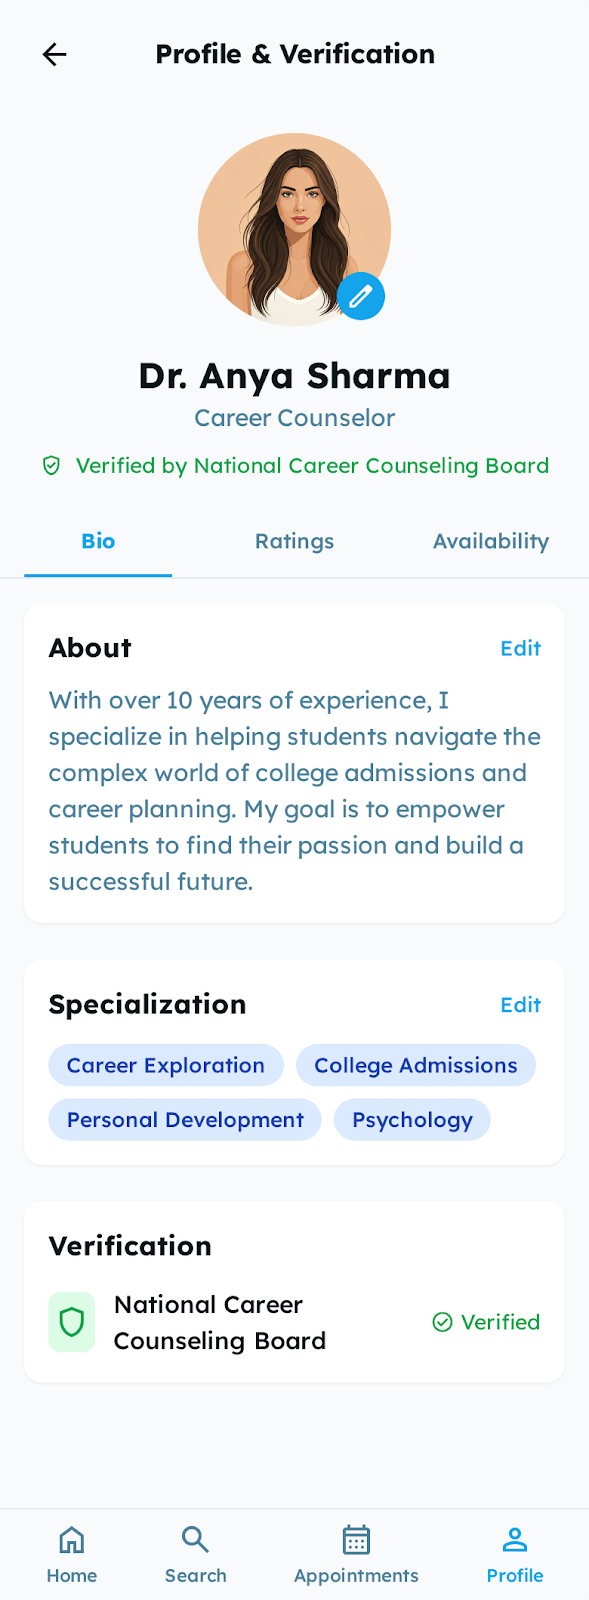 Profile & Verification
Dr. Anya Sharma
Career Counselor
Verified by National Career Counseling Board
Bio Ratings Availability
About Edit
With over 10 years of experience, I
specialize in helping students navigate the
complex world of college admissions and
career planning. My goal is to empower
students to find their passion and build a
successful future.
Specialization Edit
Career Exploration College Admissions
Personal Development Psychology
Verification
National Career
Counseling Board
Verified
Home Search Appointments Profile